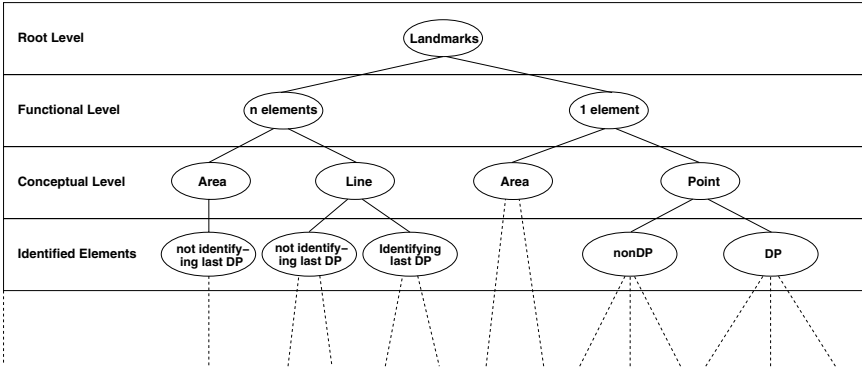 Root Level
Landmarks
Functional Level
n elements
1 element
Conceptual Level
Area
Line
Area
Point
Identified Elements
not identify-
ing last DP
not identify-
ing last DP
Identifying
last DP
nonDP
DP